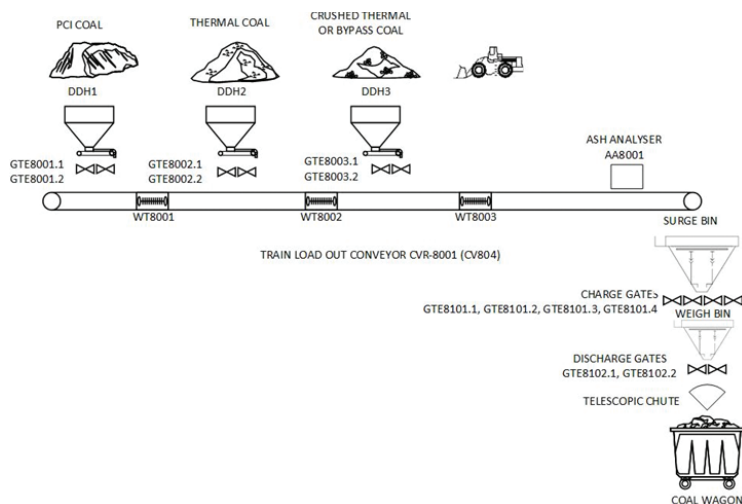 PCI COAL
THERMAL COAL
CRUSHED THERMAL
OR BYPASS COAL
DDH1
DDH2
DDH3
GTE8001.1
GTE8001.2
GTE8002.1
GTE8002.2
GTE8003.1
GTE8003.2
ASH ANALYSER
AA8001
WT8001
WT8002
WT8003
SURGE BIN
TRAIN LOAD OUT CONVEYOR CVR-8001 (CV804)
CHARGE GATES
GTE8101.1, GTE8101.2, GTE8101.3, GTE8101.4
WEIGH BIN
DISCHARGE GATES
GTE8102.1, GTE8102.2
TELESCOPIC CHUTE
COAL WAGON